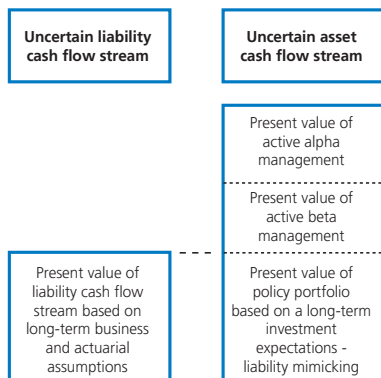 Uncertain liability
cash flow stream
Uncertain asset
cash flow stream
Present value of
active alpha
management
Present value of
active beta
management
Present value of
liability cash flow
stream based on
long-term business
and actuarial
assumptions
Present value of
policy portfolio
based on a long-term
investment
expectations -
liability mimicking